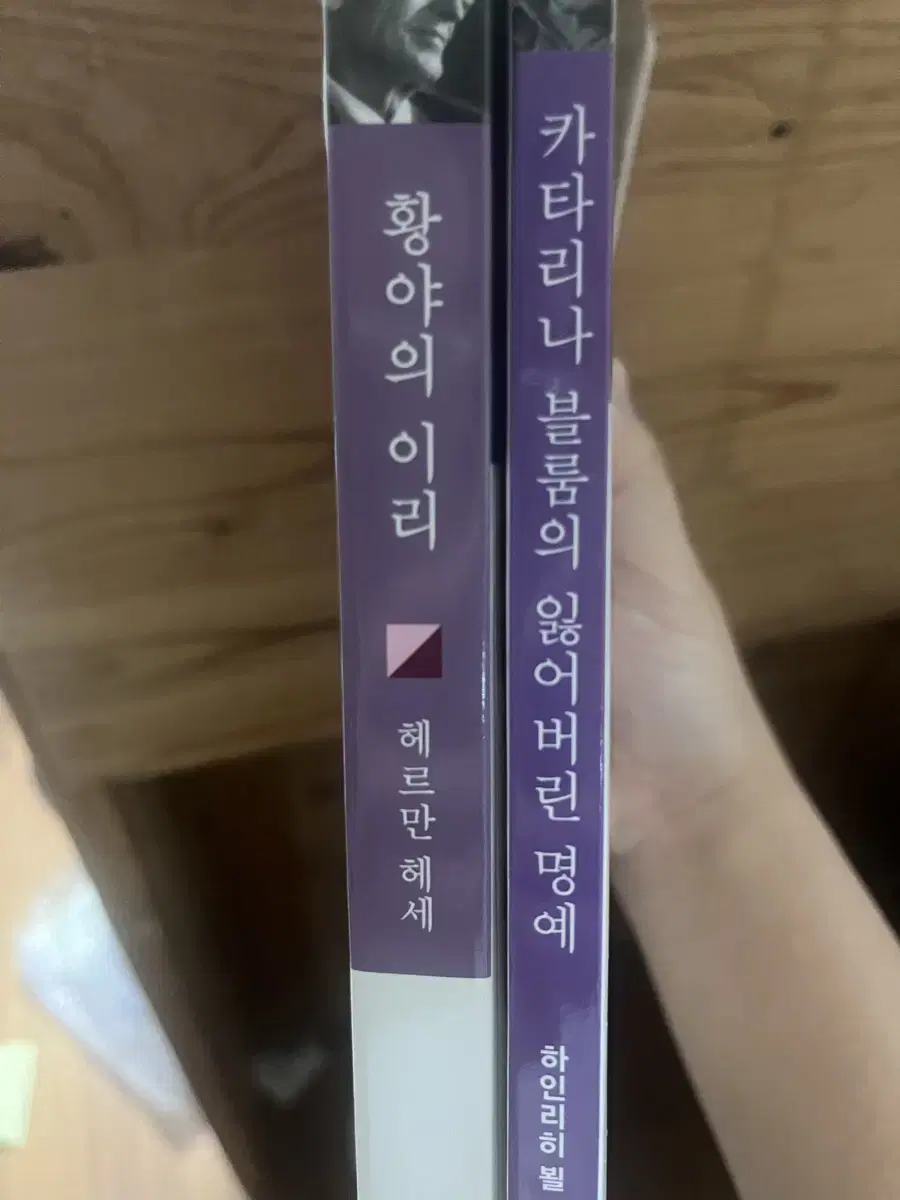 황야의 이리
헤르만 헤세
카타리나 블룸의 잃어버린 명예
하인리히 뵐